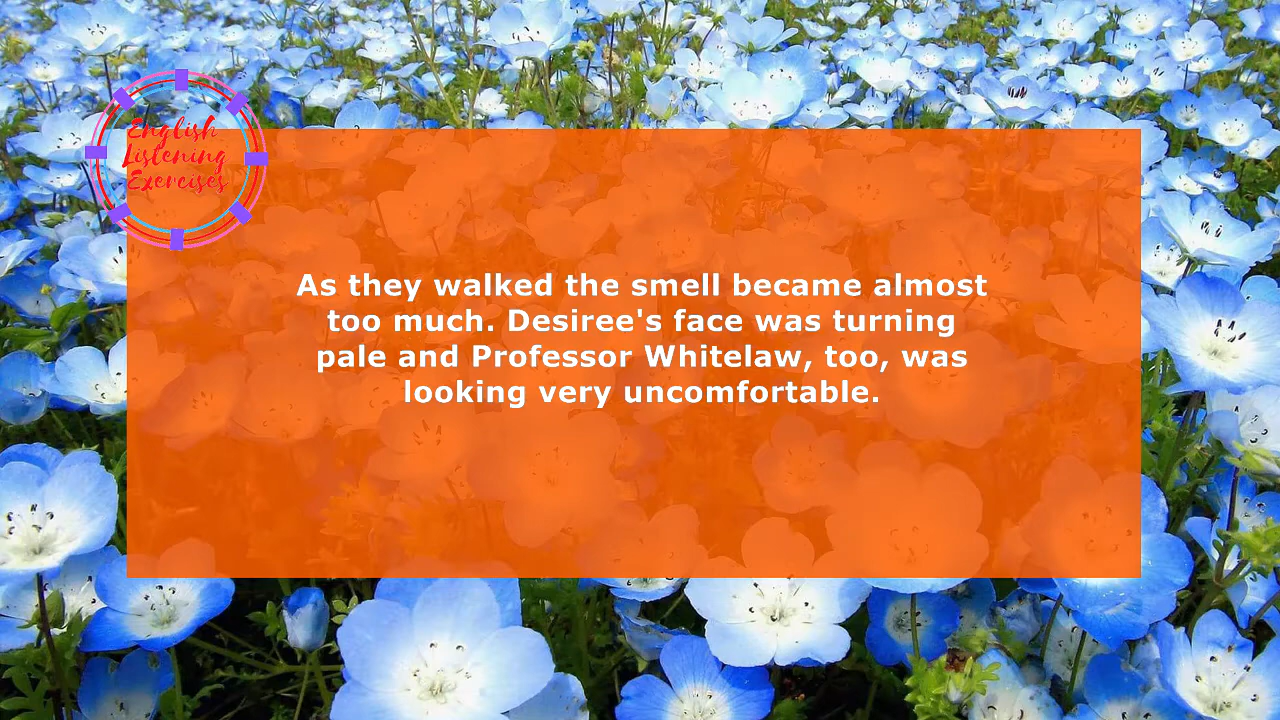 English
Listening
Exercises
As they walked the smell became almost
too much. Desiree's face was turning
pale and Professor Whitelaw, too, was
looking very uncomfortable.